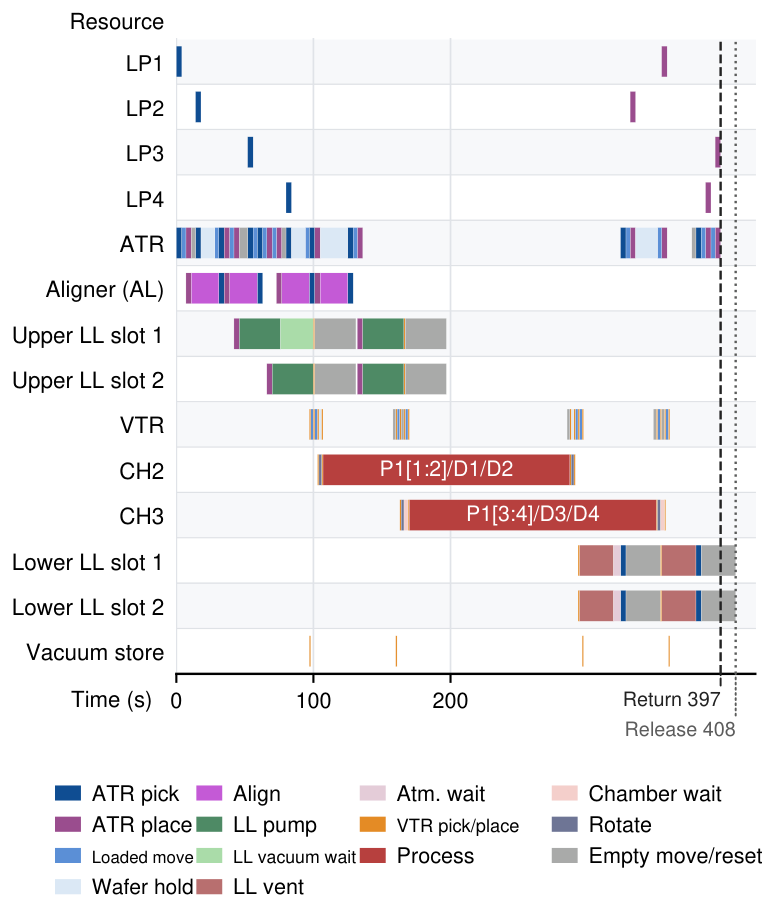 Resource
LP1
LP2
LP3
LP4
ATR
Aligner (AL)
Upper LL slot 1
Upper LL slot 2
VTR
CH2
P1[1:2]/D1/D2
CH3
P1[3:4]/D3/D4
Lower LL slot 1
Lower LL slot 2
Vacuum store
Time (s) 0 100 200
Return 397
Release 408
ATR pick Align Atm. wait Chamber wait
ATR place LL pump VTR pick/place Rotate
Loaded move LL vacuum wait Process Empty move/reset
Wafer hold LL vent